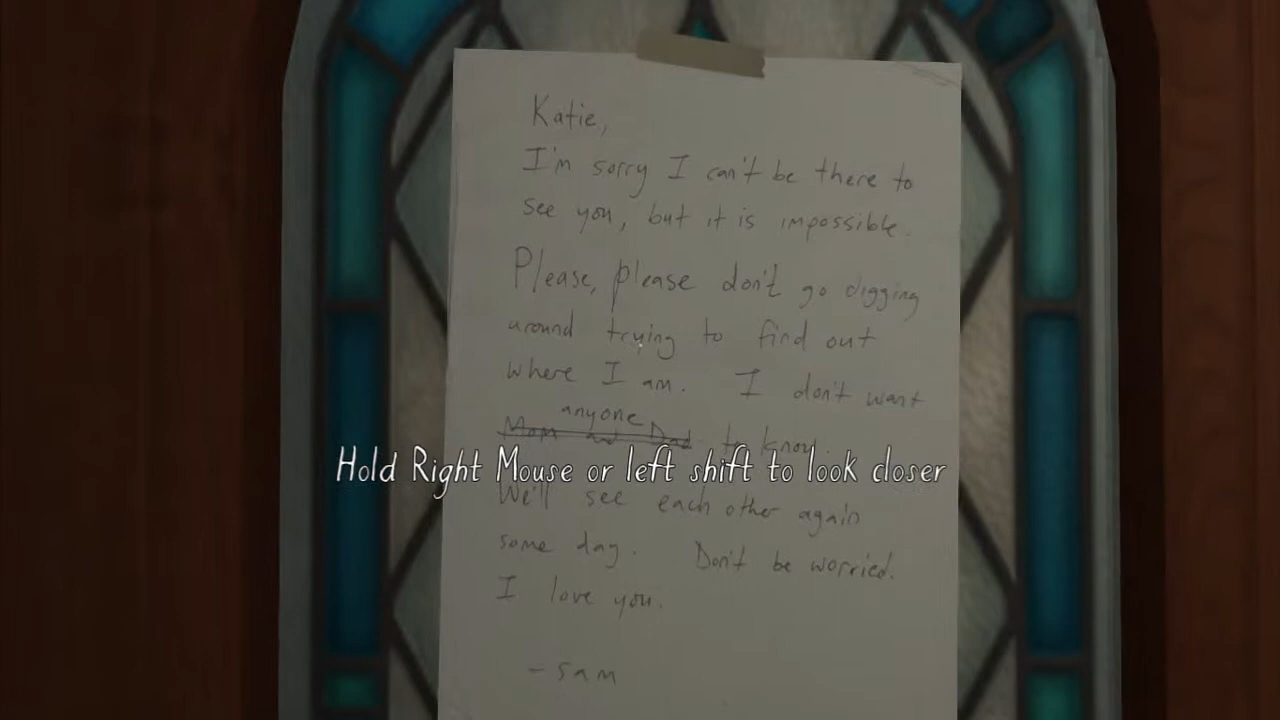 Katie,
I'm sorry I can't be there to
see you, but it is impossible.
Please, please don't go digging
around trying to find out
where I am. I don't want
anyone
Mom and Dad to know.
Hold Right Mouse or left shift to look closer
We'll see each other again
some day. Don't be worried.
I love you.
- Sam